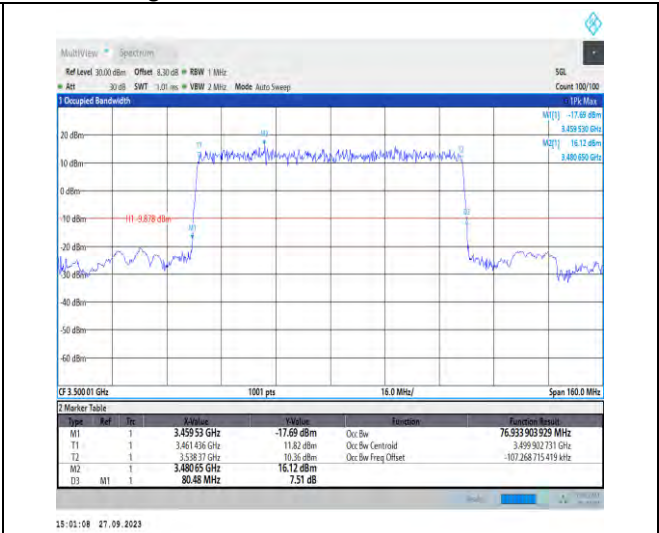 MultiView Spectrum
Ref Level 30.00 dBm Offset 8.30 dB RBW 1 MHz SGL
Att 30 dB SWT 1.01 ms VBW 2 MHz Mode Auto Sweep Count 100/100
1 Occupied Bandwidth 1Pk Max
M1[1] -17.69 dBm
3.459 530 GHz
M2[1] 16.12 dBm
3.480 650 GHz
20 dBm
M2
T1
T2
10 dBm
0 dBm
D3
-10 dBm H1 -9.878 dBm
M1
-20 dBm
-30 dBm
-40 dBm
-50 dBm
-60 dBm
CF 3.500 01 GHz 1001 pts 16.0 MHz/ Span 160.0 MHz
2 Marker Table
Type Ref Trc X-Value Y-Value Function Function Result
M1 1 3.459 53 GHz -17.69 dBm Occ Bw 76.933 903 929 MHz
T1 1 3.461 436 GHz 11.82 dBm Occ Bw Centroid 3.499 902 731 GHz
T2 1 3.538 37 GHz 10.36 dBm Occ Bw Freq Offset -107.268 715 419 kHz
M2 1 3.480 65 GHz 16.12 dBm
D3 M1 1 80.48 MHz 7.51 dB
15:01:08 27.09.2023